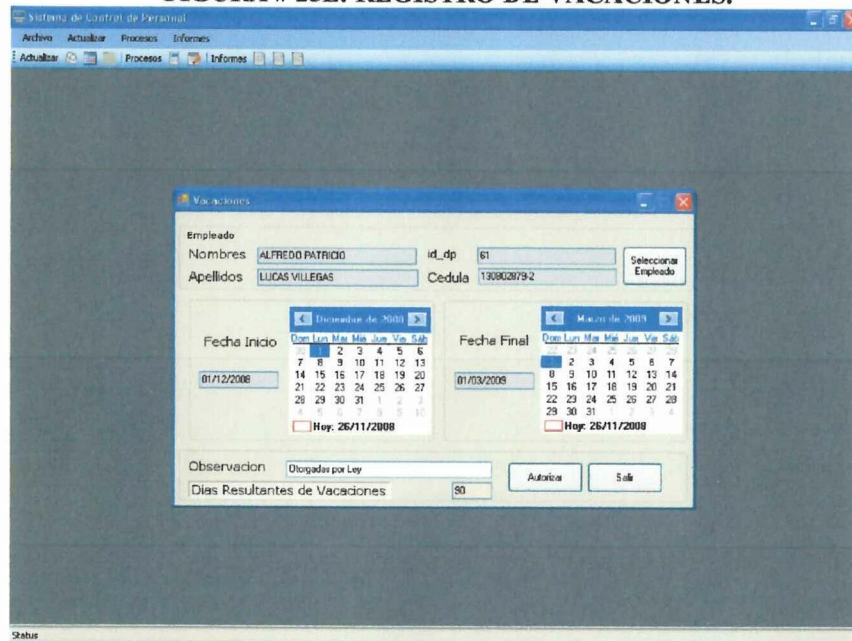 REGISTRO DE VACACIONES.
Sistema de Control de Personal
Archivo Actualizar Procesos Informes
Actualizar Procesos Informes
Vacaciones
Empleado
Nombres ALFREDO PATRICIO id_dp 61
Apellidos LUCAS VILLEGAS Cedula 130802879-2
Seleccionar
Empleado
Fecha Inicio
01/12/2008
Diciembre de 2008
Dom Lun Mar Mié Jue Vie Sáb
30 1 2 3 4 5 6
7 8 9 10 11 12 13
14 15 16 17 18 19 20
21 22 23 24 25 26 27
28 29 30 31 1 2 3
4 5 6 7 8 9 10
Hoy: 26/11/2008
Fecha Final
01/03/2009
Marzo de 2009
Dom Lun Mar Mié Jue Vie Sáb
22 23 24 25 26 27 28
1 2 3 4 5 6 7
8 9 10 11 12 13 14
15 16 17 18 19 20 21
22 23 24 25 26 27 28
29 30 31 1 2 3 4
Hoy: 26/11/2008
Observacion Otorgadas por Ley
Dias Resultantes de Vacaciones 90
Autorizar Salir
Status